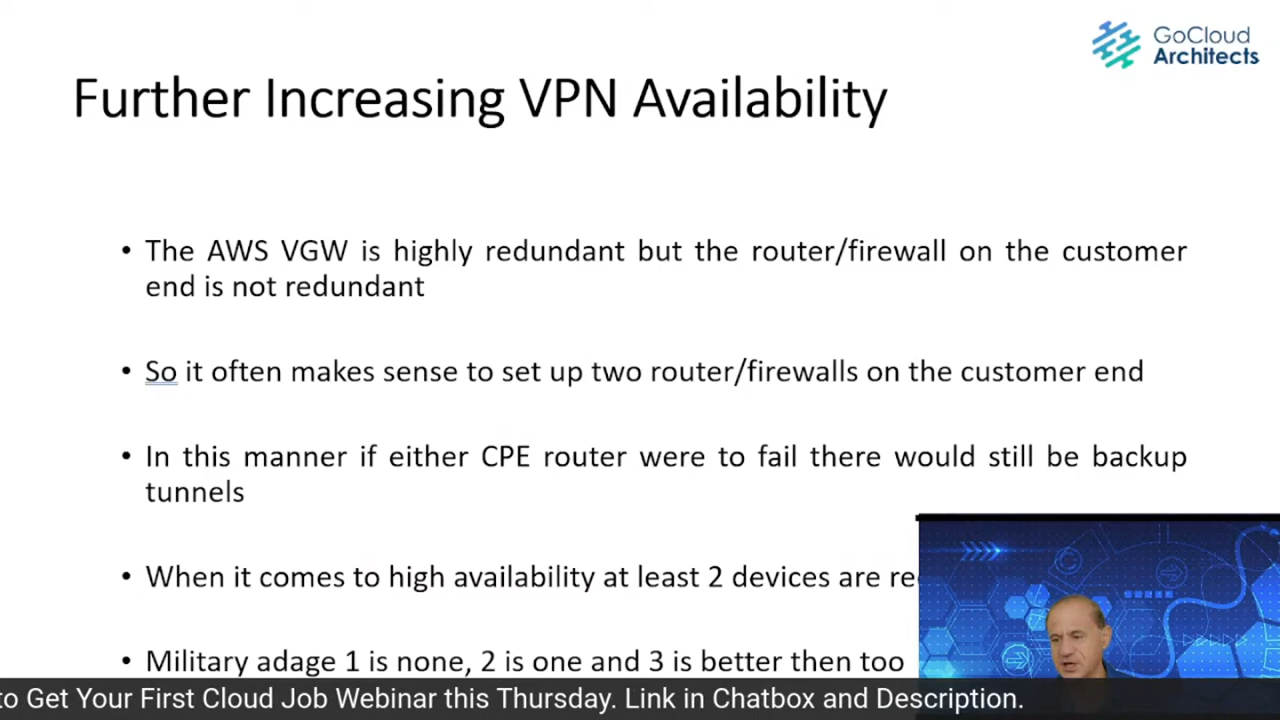 GoCloud
Architects
Further Increasing VPN Availability
• The AWS VGW is highly redundant but the router/firewall on the customer
end is not redundant
• So it often makes sense to set up two router/firewalls on the customer end
• In this manner if either CPE router were to fail there would still be backup
tunnels
• When it comes to high availability at least 2 devices are
• Military adage 1 is none, 2 is one and 3 is better then too
to Get Your First Cloud Job Webinar this Thursday. Link in Chatbox and Description.